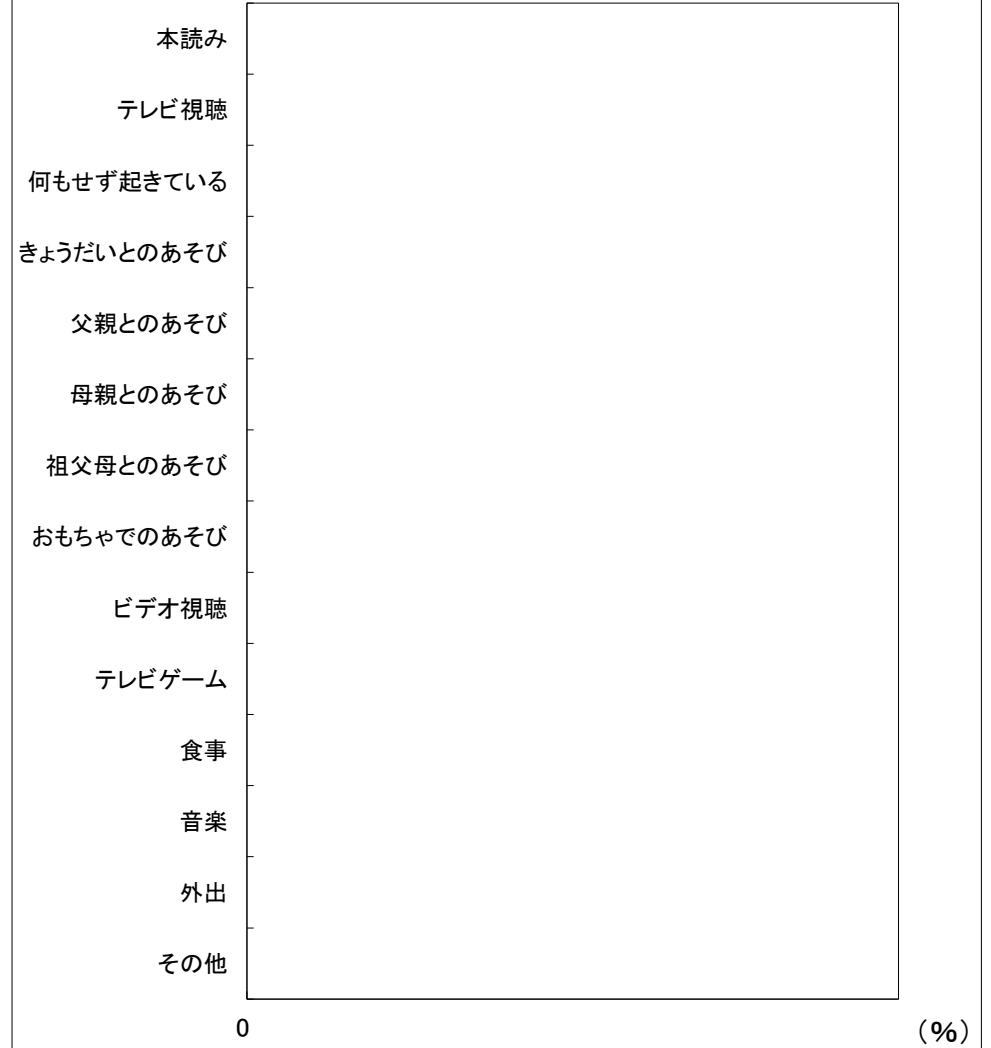 本読み
テレビ視聴
何もせず起きている
きょうだいとのあそび
父親とのあそび
母親とのあそび
祖父母とのあそび
おもちゃでのあそび
ビデオ視聴
テレビゲーム
食事
音楽
外出
その他
0
（%）